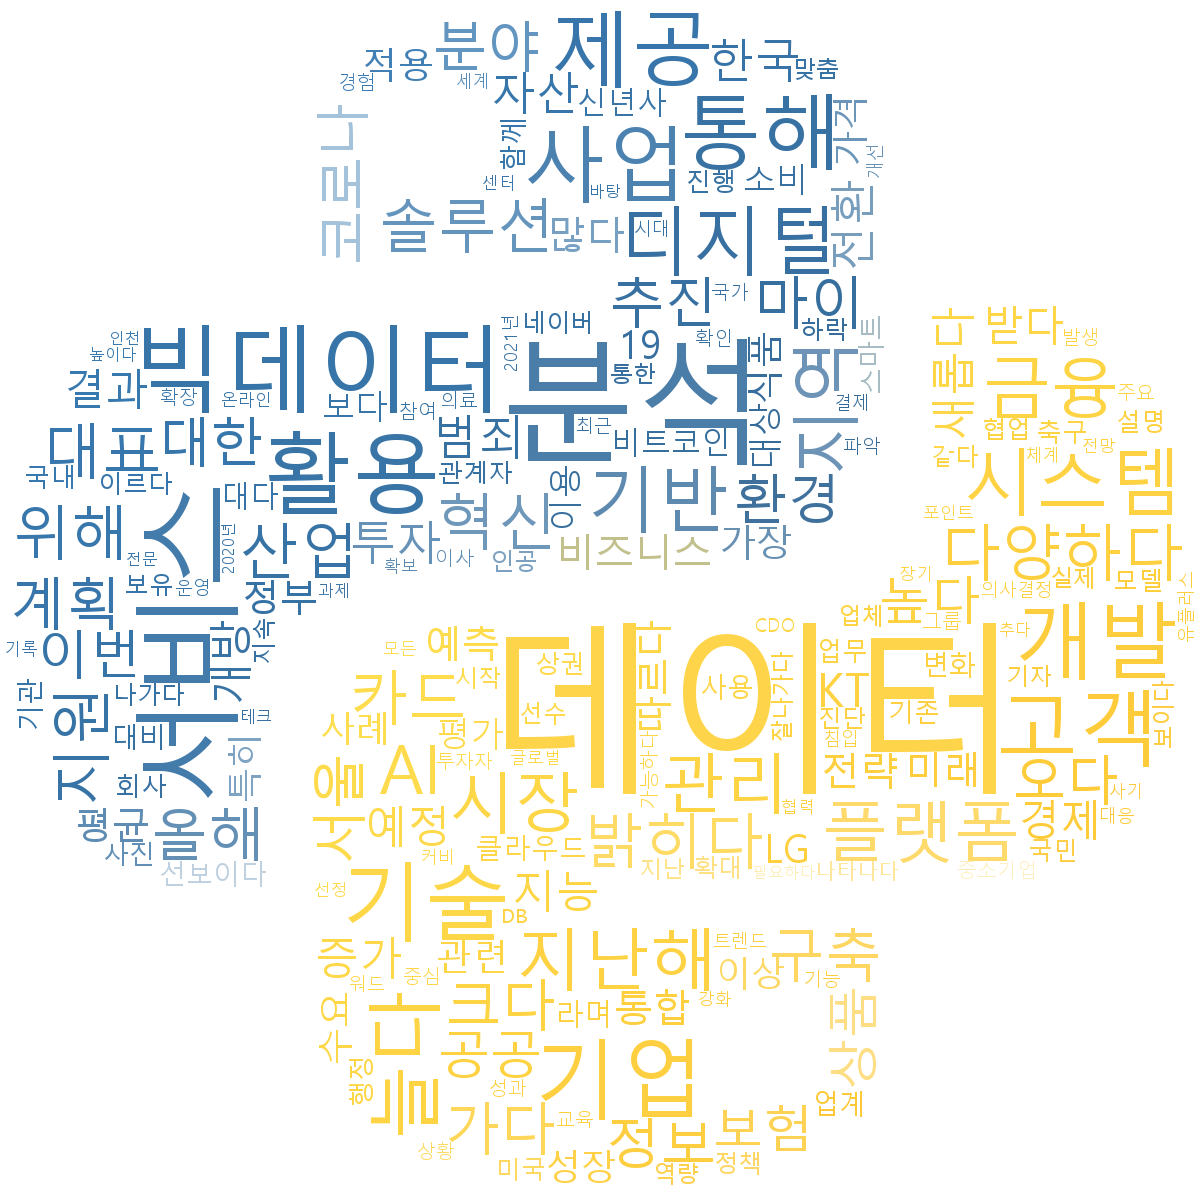 분야
제공
한국
맞춤
적용
경험
세계
자산
신년사
통해
가격
코로나
함께
사업
개선
센터
바탕
진행
소비
전환
솔루션
많다
시대
디지털
추진
국가
마이
인천
높이다
빅데이터
2021년
네이버
19
확인
하락
스마트
식품
지역
분석
통한
결과
확장
온라인
보다
참여
의료
최근
결제
대표
대한
활용
범죄
비트코인
대상
파악
관계자
국내
이르다
대다
이용
기반
환경
위해
서비스
2020년
산업
투자
혁신
비즈니스
가장
전문
확보
이사
인공
계획
보유
운영
정부
과제
기록
이번
개방
지속
기관
지원
나가다
테크
대비
특히
회사
평균
올해
사진
선보이다
새롭다
받다
발생
금융
주요
협업
축구
설명
같다
체계
전망
시스템
포인트
다양하다
장기
높다
의사결정
실제
모델
유플러스
업체
그룹
추다
개발
CDO
업무
변화
기자
모든
예측
상권
데이터
다르다
사용
잘나가다
KT
진단
기존
고객
보이다
카드
시작
선수
사례
평가
침입
서울
AI
투자자
글로벌
가능하다
관리
전략
미래
오다
사기
시장
협력
예정
밝히다
플랫폼
경제
대응
커비
클라우드
LG
국민
지난
확대
필요하다
나타나다
중소기업
선정
기술
지능
DB
증가
관련
지난해
트렌드
구축
중심
이상
기능
워드
수요
늘다
크다
라며
통합
강화
상품
공공
기업
행정
성과
업계
가다
교육
정보
보험
상황
미국
성장
역량
정책